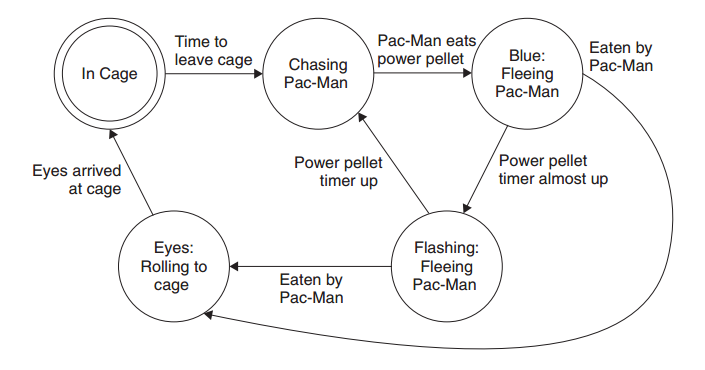 In Cage
Time to
leave cage
Chasing
Pac-Man
Pac-Man eats
power pellet
Blue:
Fleeing
Pac-Man
Eaten by
Pac-Man
Eyes arrived
at cage
Power pellet
timer up
Power pellet
timer almost up
Eyes:
Rolling to
cage
Eaten by
Pac-Man
Flashing:
Fleeing
Pac-Man